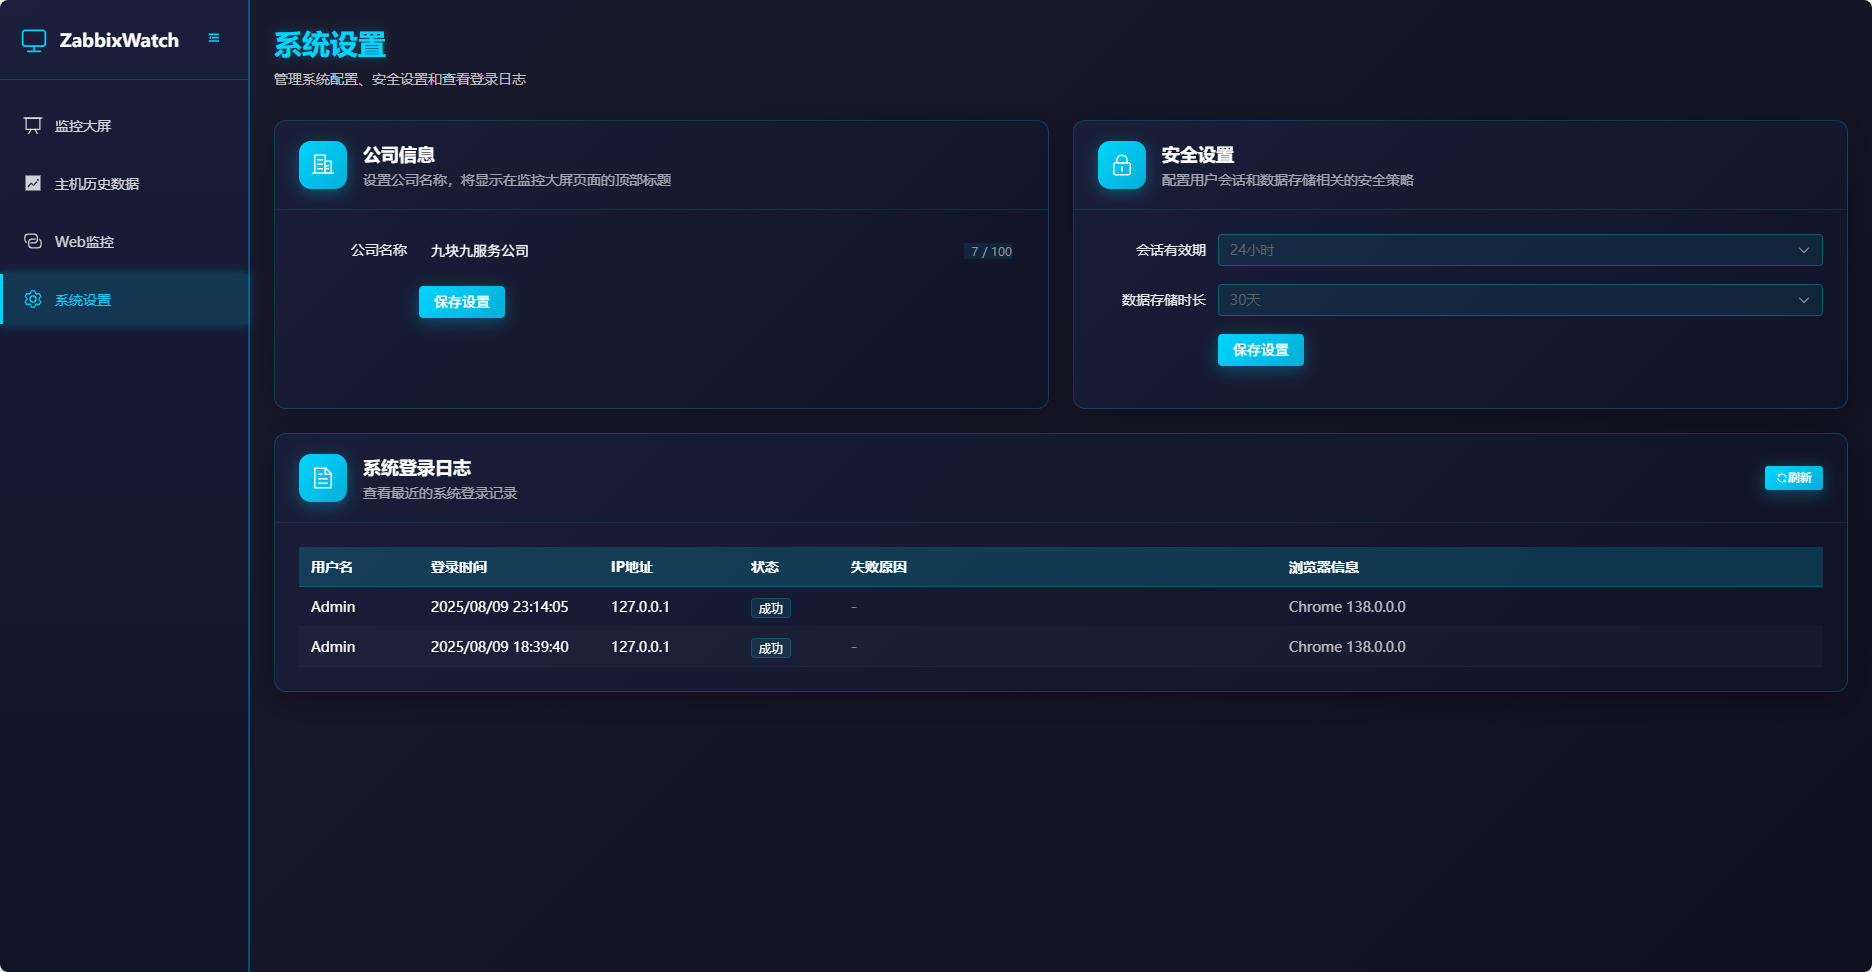 ZabbixWatch
监控大屏
主机历史数据
Web监控
系统设置
系统设置
管理系统配置、安全设置和查看登录日志
公司信息
设置公司名称，将显示在监控大屏页面的顶部标题
公司名称 九块九服务公司 7 / 100
保存设置
安全设置
配置用户会话和数据存储相关的安全策略
会话有效期 24小时
数据存储时长 30天
保存设置
系统登录日志
查看最近的系统登录记录
刷新
用户名 登录时间 IP地址 状态 失败原因 浏览器信息
Admin 2025/08/09 23:14:05 127.0.0.1 成功 - Chrome 138.0.0.0
Admin 2025/08/09 18:39:40 127.0.0.1 成功 - Chrome 138.0.0.0